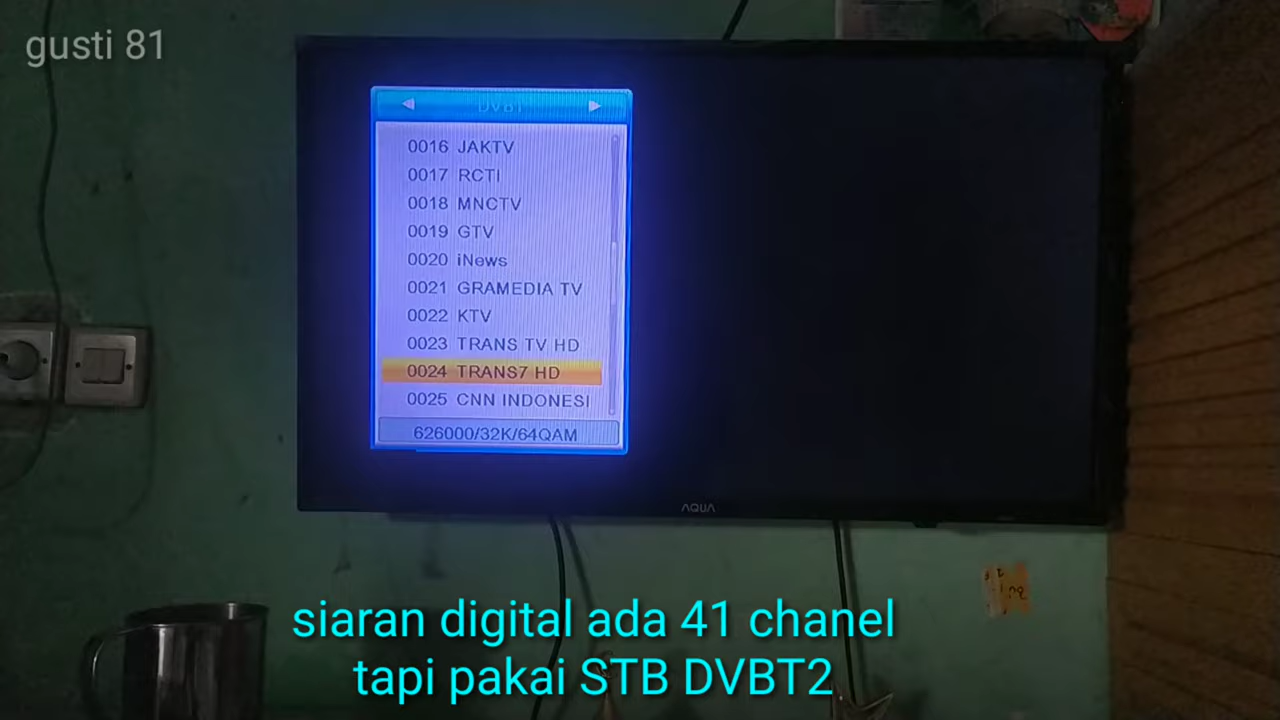 gusti 81
DVBT
0016 JAKTV
0017 RCTI
0018 MNCTV
0019 GTV
0020 iNews
0021 GRAMEDIA TV
0022 KTV
0023 TRANS TV HD
0024 TRANS7 HD
0025 CNN INDONESI
626000/32K/64QAM
AQUA
siaran digital ada 41 chanel
tapi pakai STB DVBT2